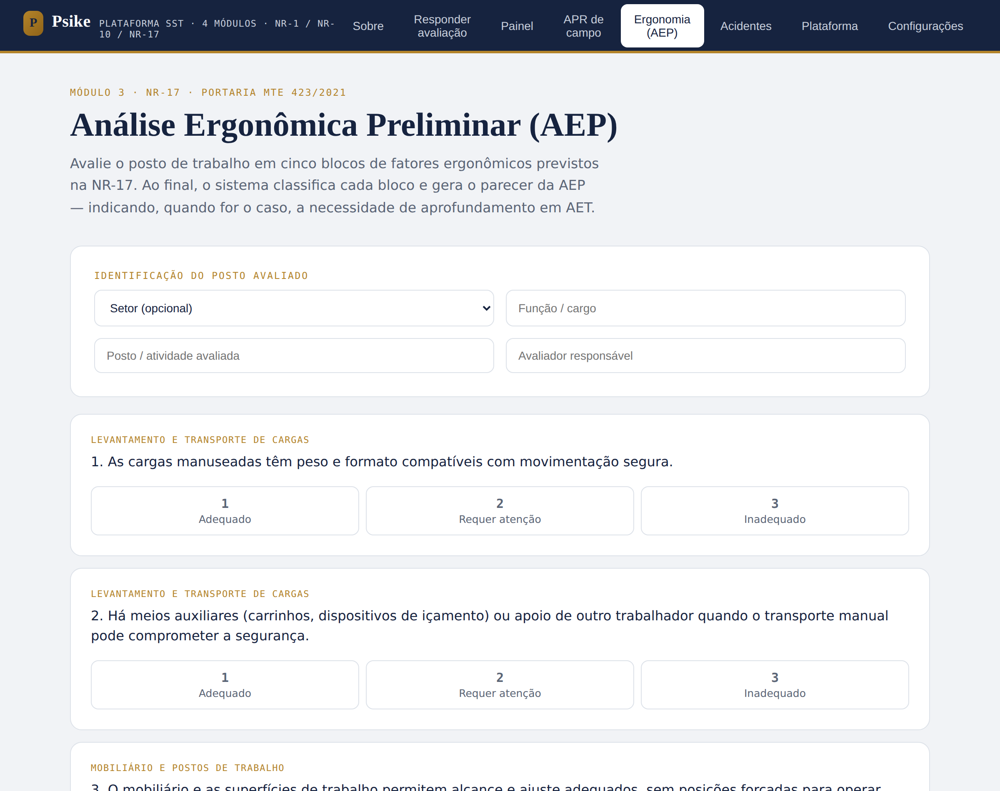 P
Psike
PLATAFORMA SST · 4 MÓDULOS · NR-1 / NR-
10 / NR-17
Sobre
Responder
avaliação
Painel
APR de
campo
Ergonomia
(AEP)
Acidentes
Plataforma
Configurações
MÓDULO 3 · NR-17 · PORTARIA MTE 423/2021
Análise Ergonômica Preliminar (AEP)
Avalie o posto de trabalho em cinco blocos de fatores ergonômicos previstos
na NR-17. Ao final, o sistema classifica cada bloco e gera o parecer da AEP
— indicando, quando for o caso, a necessidade de aprofundamento em AET.
IDENTIFICAÇÃO DO POSTO AVALIADO
Setor (opcional)
Função / cargo
Posto / atividade avaliada
Avaliador responsável
LEVANTAMENTO E TRANSPORTE DE CARGAS
1. As cargas manuseadas têm peso e formato compatíveis com movimentação segura.
1
Adequado
2
Requer atenção
3
Inadequado
LEVANTAMENTO E TRANSPORTE DE CARGAS
2. Há meios auxiliares (carrinhos, dispositivos de içamento) ou apoio de outro trabalhador quando o transporte manual
pode comprometer a segurança.
1
Adequado
2
Requer atenção
3
Inadequado
MOBILIÁRIO E POSTOS DE TRABALHO
3. O mobiliário e as superfícies de trabalho permitem alcance e ajuste adequados, sem posições forçadas para operar